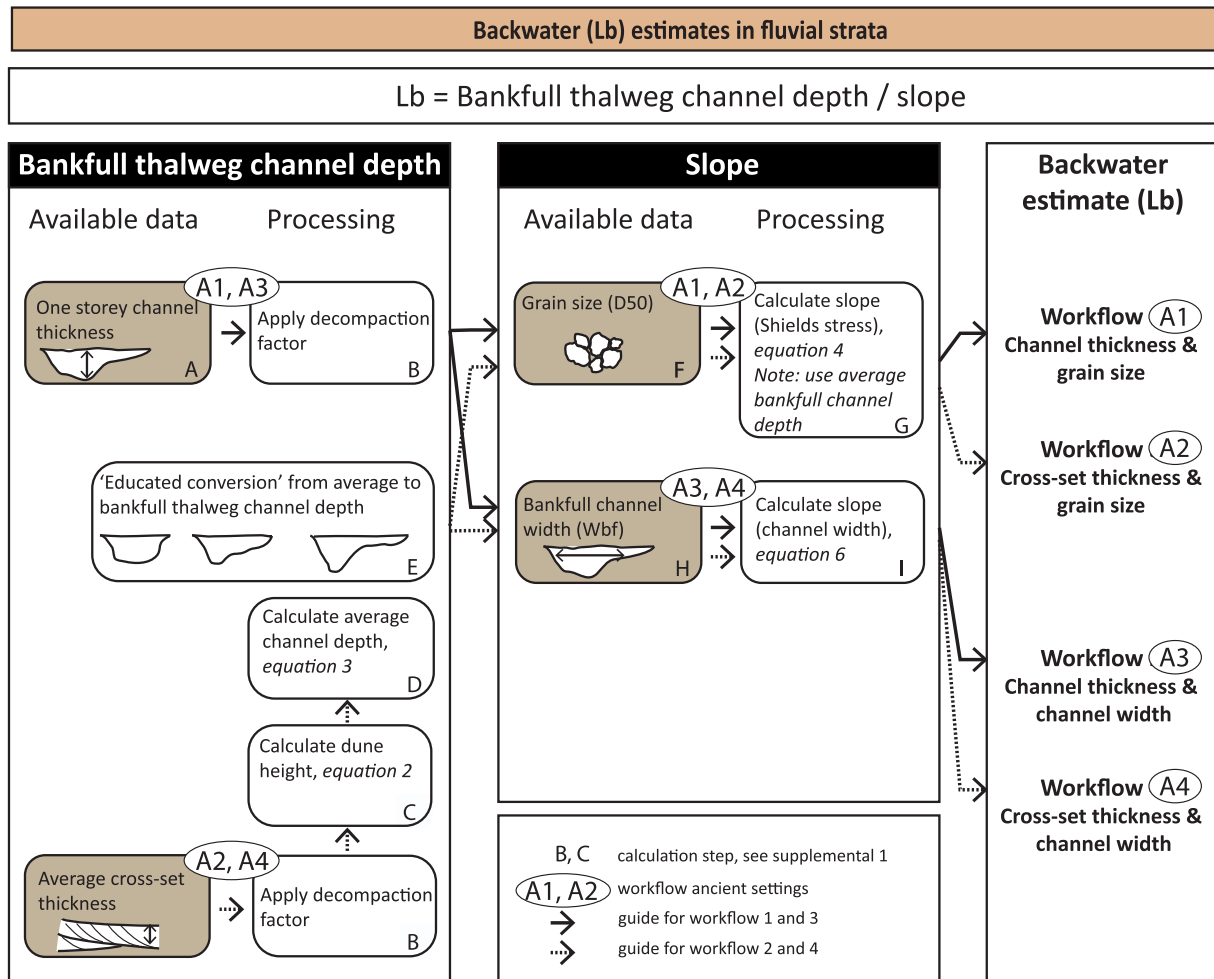 Backwater (Lb) estimates in fluvial strata
Lb = Bankfull thalweg channel depth / slope
Bankfull thalweg channel depth
Available data
Processing
A1, A3
One storey channel
thickness
A
Apply decompaction
factor
B
'Educated conversion' from average to
bankfull thalweg channel depth
E
Calculate average
channel depth,
equation 3
D
Calculate dune
height, equation 2
C
A2, A4
Average cross-set
thickness
Apply decompaction
factor
B
Slope
Available data
Processing
A1, A2
Grain size (D50)
F
Calculate slope
(Shields stress),
equation 4
Note: use average
bankfull channel
depth
G
A3, A4
Bankfull channel
width (Wbf)
H
Calculate slope
(channel width),
equation 6
I
B, C calculation step, see supplemental 1
A1, A2 workflow ancient settings
guide for workflow 1 and 3
guide for workflow 2 and 4
Backwater
estimate (Lb)
Workflow A1
Channel thickness &
grain size
Workflow A2
Cross-set thickness &
grain size
Workflow A3
Channel thickness &
channel width
Workflow A4
Cross-set thickness &
channel width